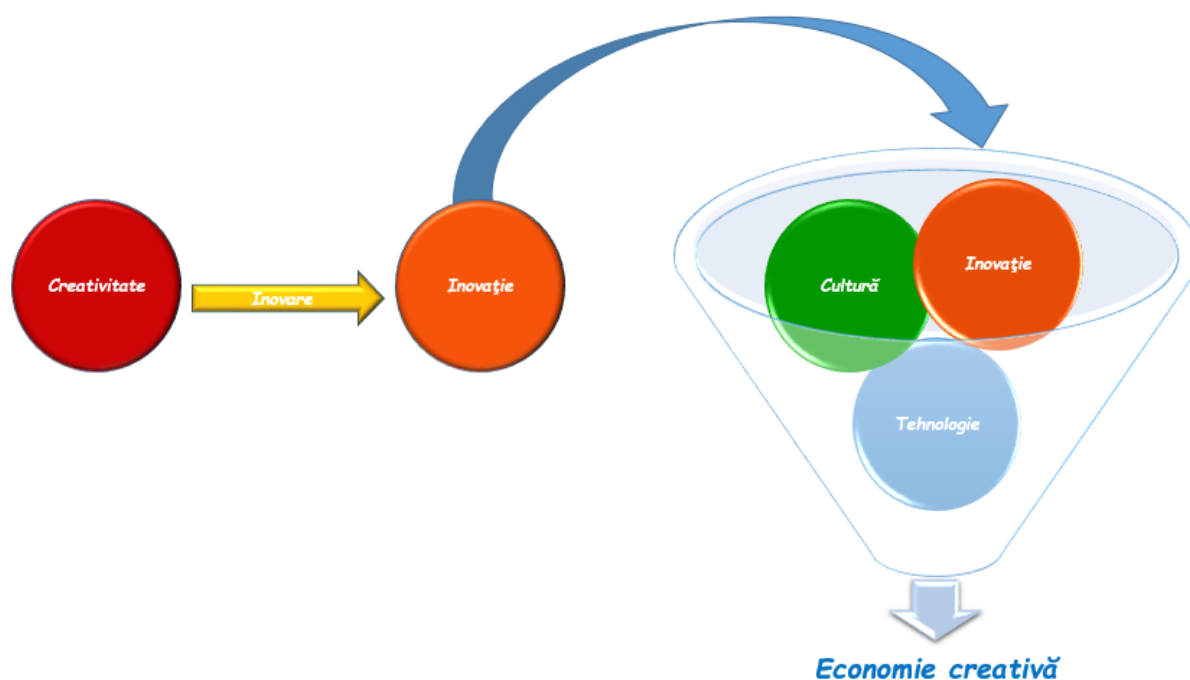 Creativitate
Inovare
Inovaţie
Cultură
Inovaţie
Tehnologie
Economie creativă